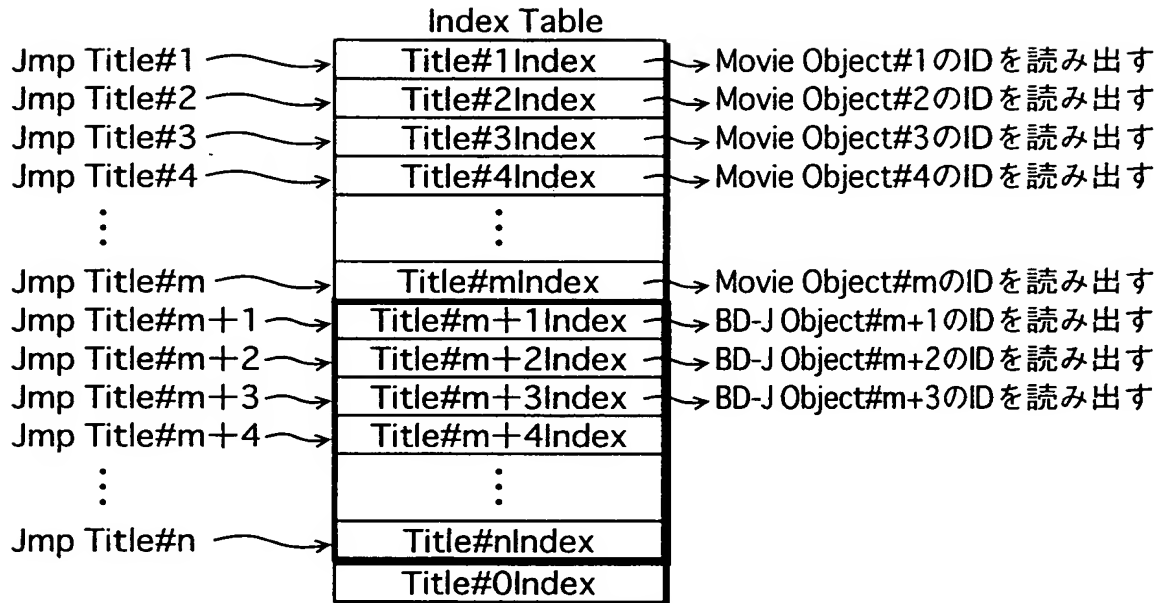 Index Table
Jmp Title#1 Title#1Index Movie Object#1のIDを読み出す
Jmp Title#2 Title#2Index Movie Object#2のIDを読み出す
Jmp Title#3 Title#3Index Movie Object#3のIDを読み出す
Jmp Title#4 Title#4Index Movie Object#4のIDを読み出す
Jmp Title#m Title#mIndex Movie Object#mのIDを読み出す
Jmp Title#m+1 Title#m+1Index BD-J Object#m+1のIDを読み出す
Jmp Title#m+2 Title#m+2Index BD-J Object#m+2のIDを読み出す
Jmp Title#m+3 Title#m+3Index BD-J Object#m+3のIDを読み出す
Jmp Title#m+4 Title#m+4Index
Jmp Title#n Title#nIndex
Title#0Index